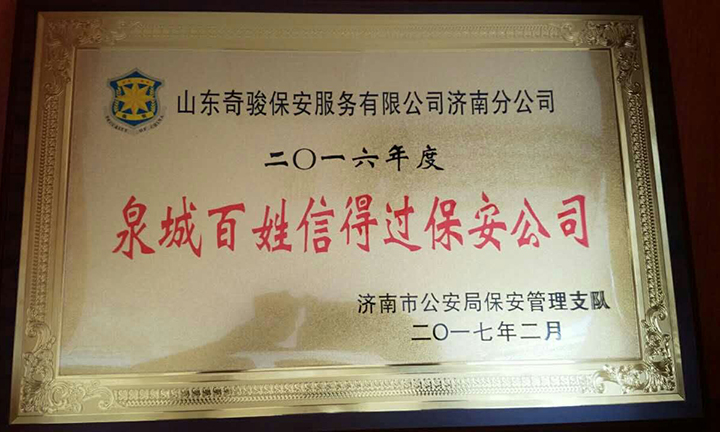 山东奇骏保安服务有限公司济南分公司
二〇一六年度
泉城百姓信得过保安公司
济南市公安局保安管理支队
二〇一七年二月